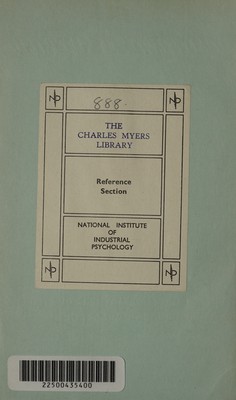 888.
THE
CHARLES MYERS
LIBRARY
Reference
Section
NATIONAL INSTITUTE
OF
INDUSTRIAL
PSYCHOLOGY
22500435400